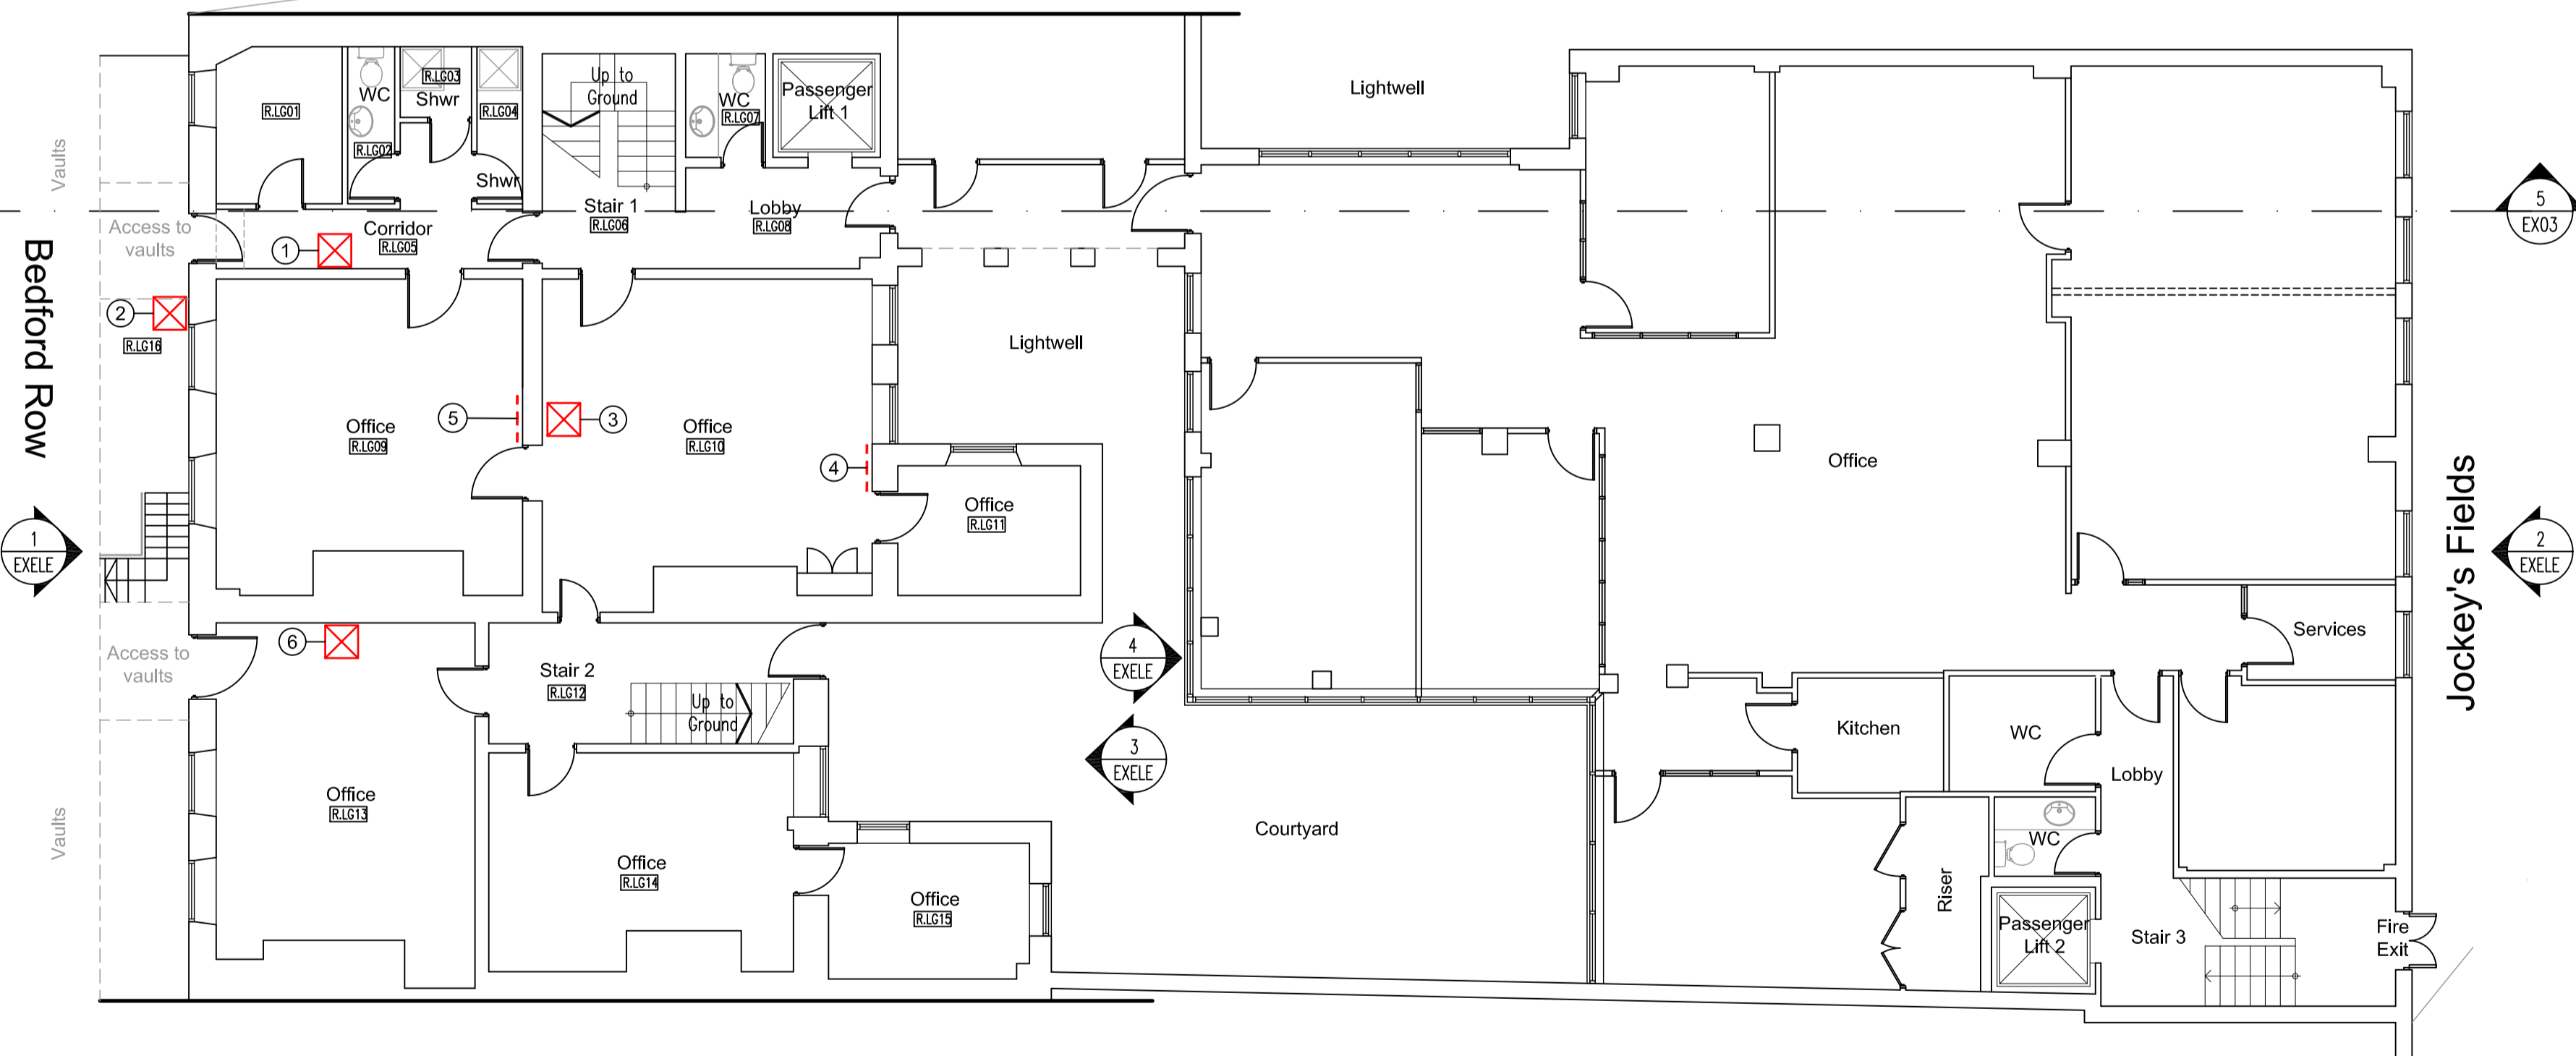 Lightwell
Up to
Ground
WC
R.LG03
Shwr
R.LG01
R.LG04
R.LG02
Shwr
WC
R.LG07
Passenger
Lift 1
Vaults
Access to
vaults
Corridor
R.LG05
1
Stair 1
R.LG06
Lobby
R.LG08
5
EX03
Bedford Row
2
R.LG16
Lightwell
Office
R.LG09
5
3
Office
R.LG10
4
Office
R.LG11
Office
Jockey's Fields
1
EXELE
2
EXELE
6
Access to
vaults
Stair 2
R.LG12
Up to
Ground
4
EXELE
3
EXELE
Services
Kitchen
WC
Lobby
Vaults
Office
R.LG13
Office
R.LG14
Office
R.LG15
Courtyard
WC
Riser
Passenger
Lift 2
Stair 3
Fire
Exit